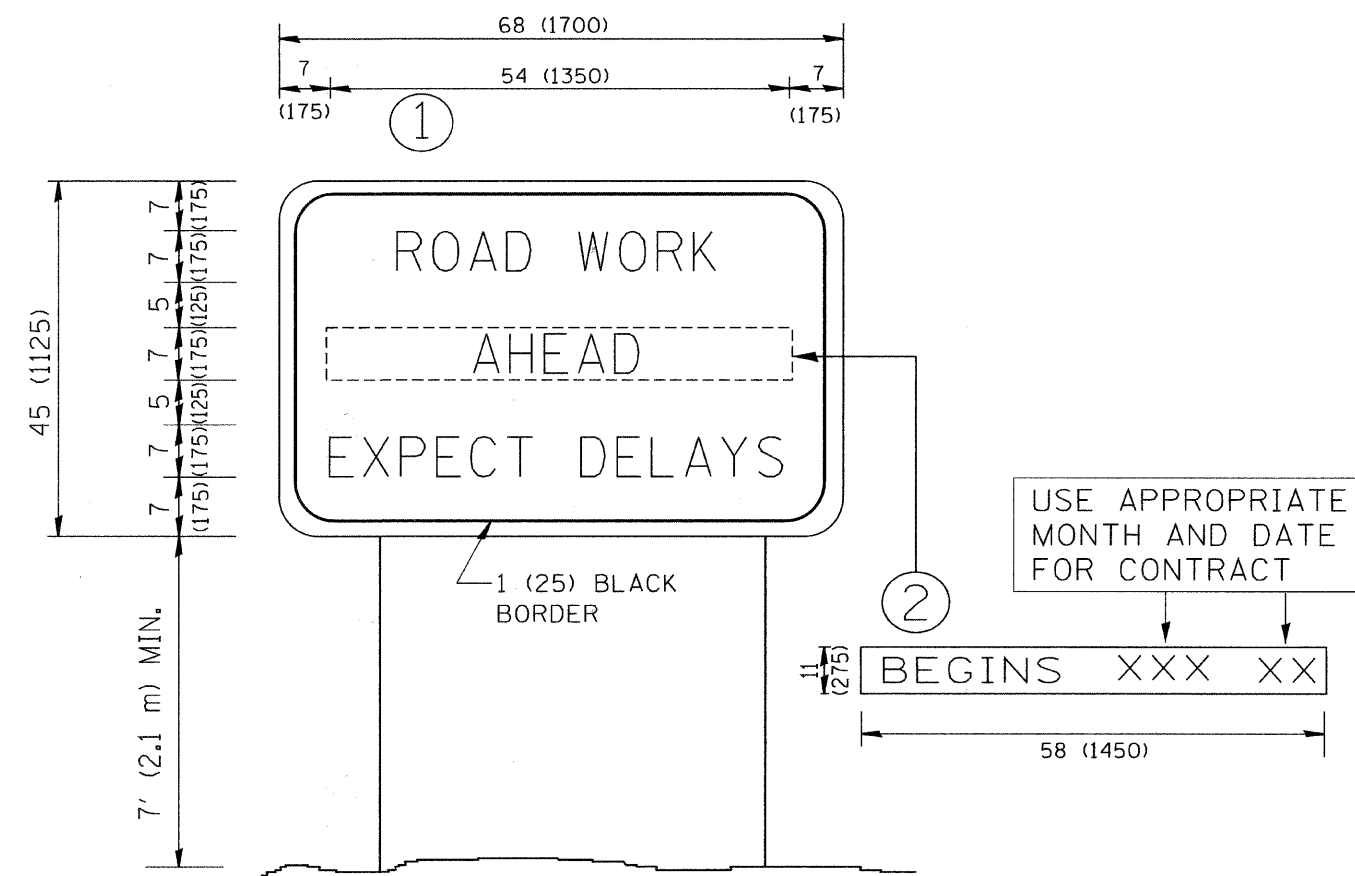 68 (1700)
7
54 (1350)
7
(175)
(175)
1
45 (1125)
7 (175)
7 (175)
5 (125)
7 (175)
5 (125)
7 (175)
7 (175)
7' (2.1 m) MIN.
ROAD WORK
AHEAD
EXPECT DELAYS
1 (25) BLACK
BORDER
2
USE APPROPRIATE
MONTH AND DATE
FOR CONTRACT
11
(275)
BEGINS XXX XX
58 (1450)